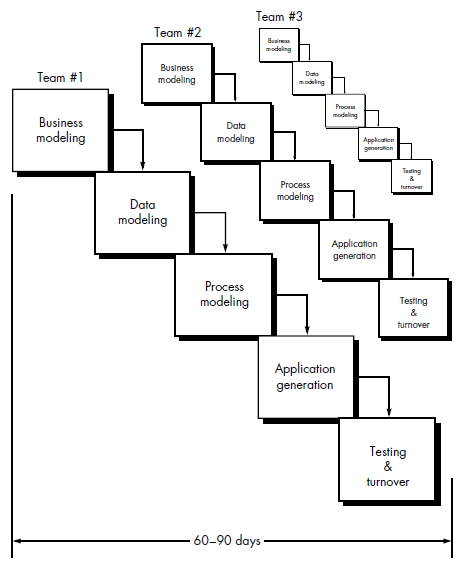 Team #1
Business
modeling
Data
modeling
Process
modeling
Application
generation
Testing
&
turnover
Team #2
Business
modeling
Data
modeling
Process
modeling
Application
generation
Testing
&
turnover
Team #3
Business
modeling
Data
modeling
Process
modeling
Application
generation
Testing
&
turnover
60–90 days